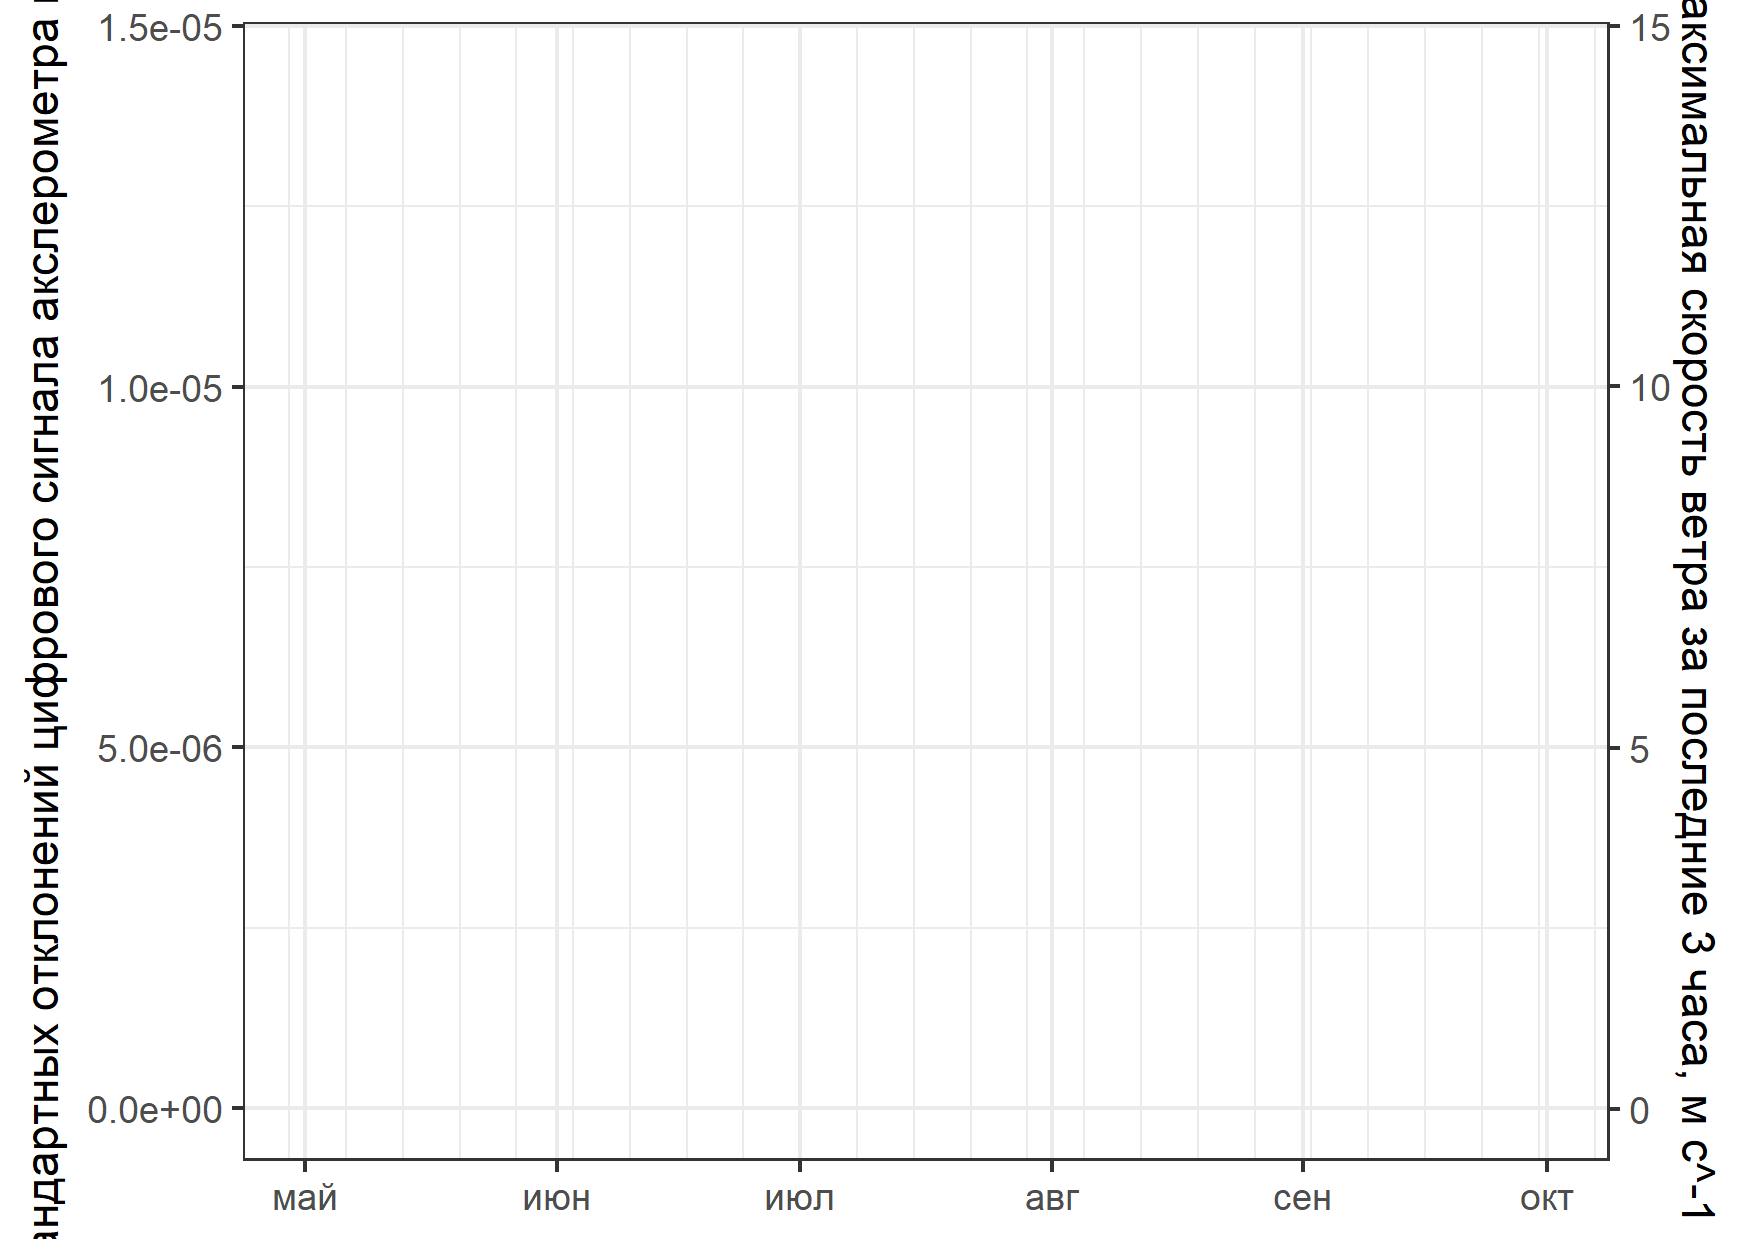 андартных отклонений цифрового сигнала акслерометра
1.5e-05
1.0e-05
5.0e-06
0.0e+00
май июн июл авг сен окт
15
10
5
0
аксимальная скорость ветра за последние 3 часа, м с^-1